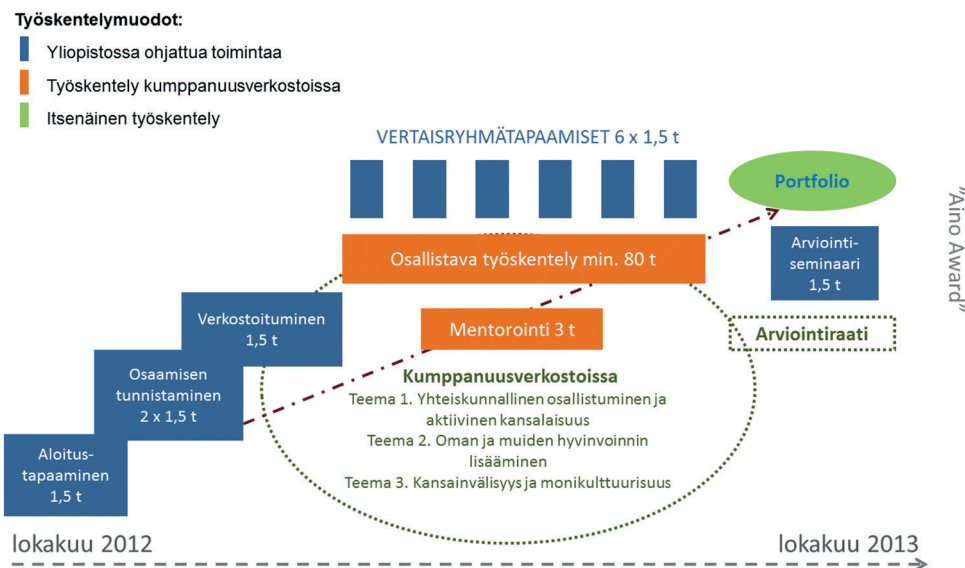 Työskentelymuodot:
Yliopistossa ohjattua toimintaa
Työskentely kumppanuusverkostoissa
Itsenäinen työskentely
VERTAISRYHMÄTAPAAMISET 6 x 1,5 t
Portfolio
"Aino Award"
Osallistava työskentely min. 80 t
Arviointi-
seminaari
1,5 t
Verkostoituminen
1,5 t
Mentorointi 3 t
Arviointiraati
Osaamisen
tunnistaminen
2 x 1,5 t
Kumppanuusverkostoissa
Teema 1. Yhteiskunnallinen osallistuminen ja
aktiivinen kansalaisuus
Teema 2. Oman ja muiden hyvinvoinnin
lisääminen
Teema 3. Kansainvälisyys ja monikulttuurisuus
Aloitus-
tapaaminen
1,5 t
lokakuu 2012
lokakuu 2013